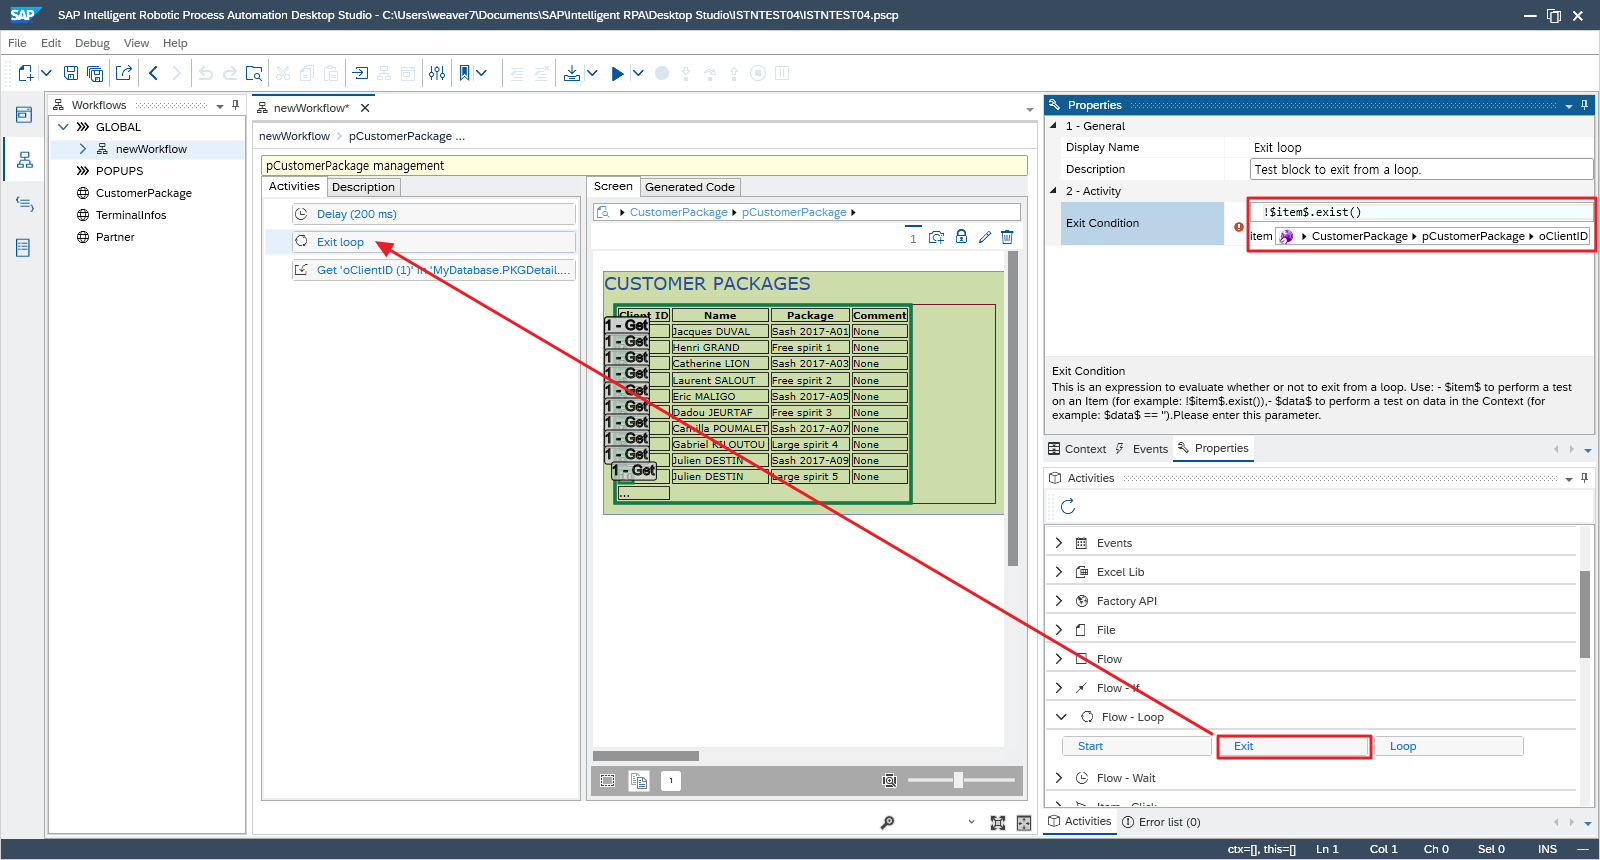 SAP SAP Intelligent Robotic Process Automation Desktop Studio - C:\Users\weaver7\Documents\SAP\Intelligent RPA\Desktop Studio\ISTNTEST04\ISTNTEST04.pscp
File Edit Debug View Help
Workflows
GLOBAL
newWorkflow
POPUPS
CustomerPackage
TerminalInfos
Partner
newWorkflow*
newWorkflow > pCustomerPackage ...
pCustomerPackage management
Activities Description
Delay (200 ms)
Exit loop
Get 'oClientID (1)' in 'MyDatabase.PKGDetail....
Screen Generated Code
CustomerPackage pCustomerPackage
1
CUSTOMER PACKAGES
Client ID Name Package Comment
1 - Get Jacques DUVAL Sash 2017-A01 None
1 - Get Henri GRAND Free spirit 1 None
1 - Get Catherine LION Sash 2017-A03 None
1 - Get Laurent SALOUT Free spirit 2 None
1 - Get Eric MALIGO Sash 2017-A05 None
1 - Get Dadou JEURTAF Free spirit 3 None
1 - Get Camilla POUMALET Sash 2017-A07 None
1 - Get Gabriel KILOUTOU Large spirit 4 None
1 - Get Julien DESTIN Sash 2017-A09 None
1 - Get Julien DESTIN Large spirit 5 None
...
1
Properties
1 - General
Display Name Exit loop
Description Test block to exit from a loop.
2 - Activity
Exit Condition !$item$.exist()
item CustomerPackage pCustomerPackage oClientID
Exit Condition
This is an expression to evaluate whether or not to exit from a loop. Use: - $item$ to perform a test
on an Item (for example: !$item$.exist()),- $data$ to perform a test on data in the Context (for
example: $data$ == '').Please enter this parameter.
Context Events Properties
Activities
Events
Excel Lib
Factory API
File
Flow
Flow - If
Flow - Loop
Start Exit Loop
Flow - Wait
Item - Click
Activities Error list (0)
ctx=[], this=[] Ln 1 Col 1 Ch 0 Sel 0 INS ---